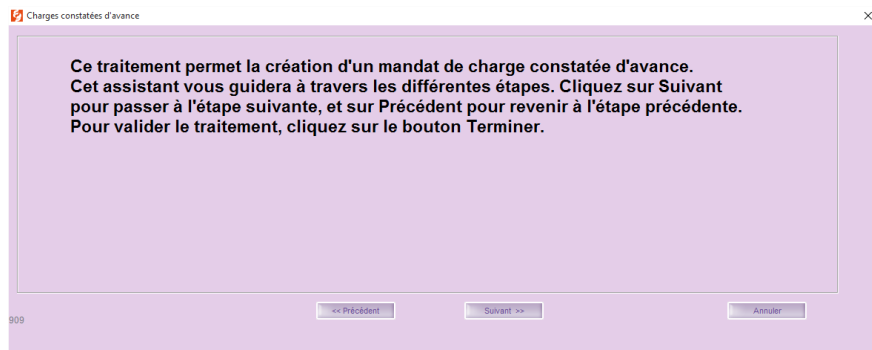 Charges constatées d'avance
Ce traitement permet la création d'un mandat de charge constatée d'avance.
Cet assistant vous guidera à travers les différentes étapes. Cliquez sur Suivant
pour passer à l'étape suivante, et sur Précédent pour revenir à l'étape précédente.
Pour valider le traitement, cliquez sur le bouton Terminer.
<< Précédent
Suivant >>
Annuler
909